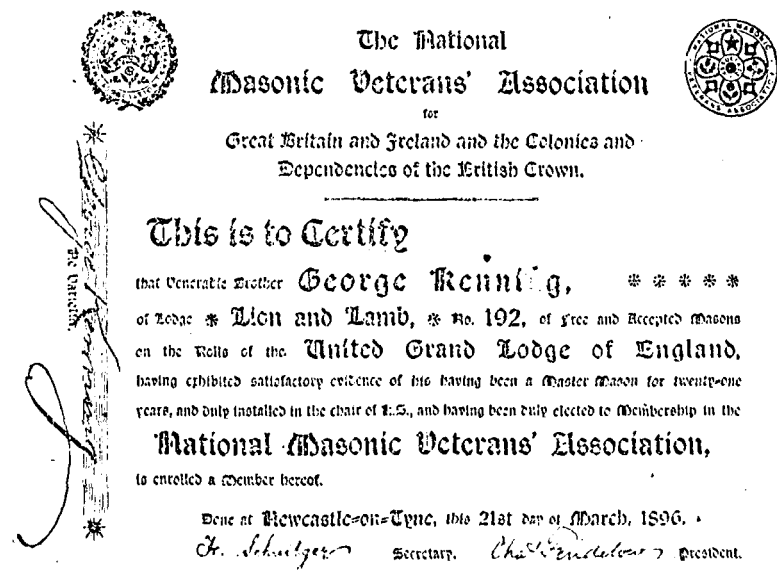 The National
Masonic Veterans' Association
for
Great Britain and Ireland and the Colonies and
Dependencies of the British Crown.
This is to Certify
that Venerable Brother George Kenning,
of Lodge Lion and Lamb, No. 192, of Free and Accepted Masons
on the Rolls of the United Grand Lodge of England,
having exhibited satisfactory evidence of his having been a Master Mason for twenty-one
years, and duly installed in the chair of K.S., and having been duly elected to Membership in the
National Masonic Veterans' Association,
is enrolled a Member hereof.
Done at Newcastle-on-Tyne, this 21st day of March, 1896.
Secretary. President.
NATIONAL MASONIC
VETERANS ASSOCIATION